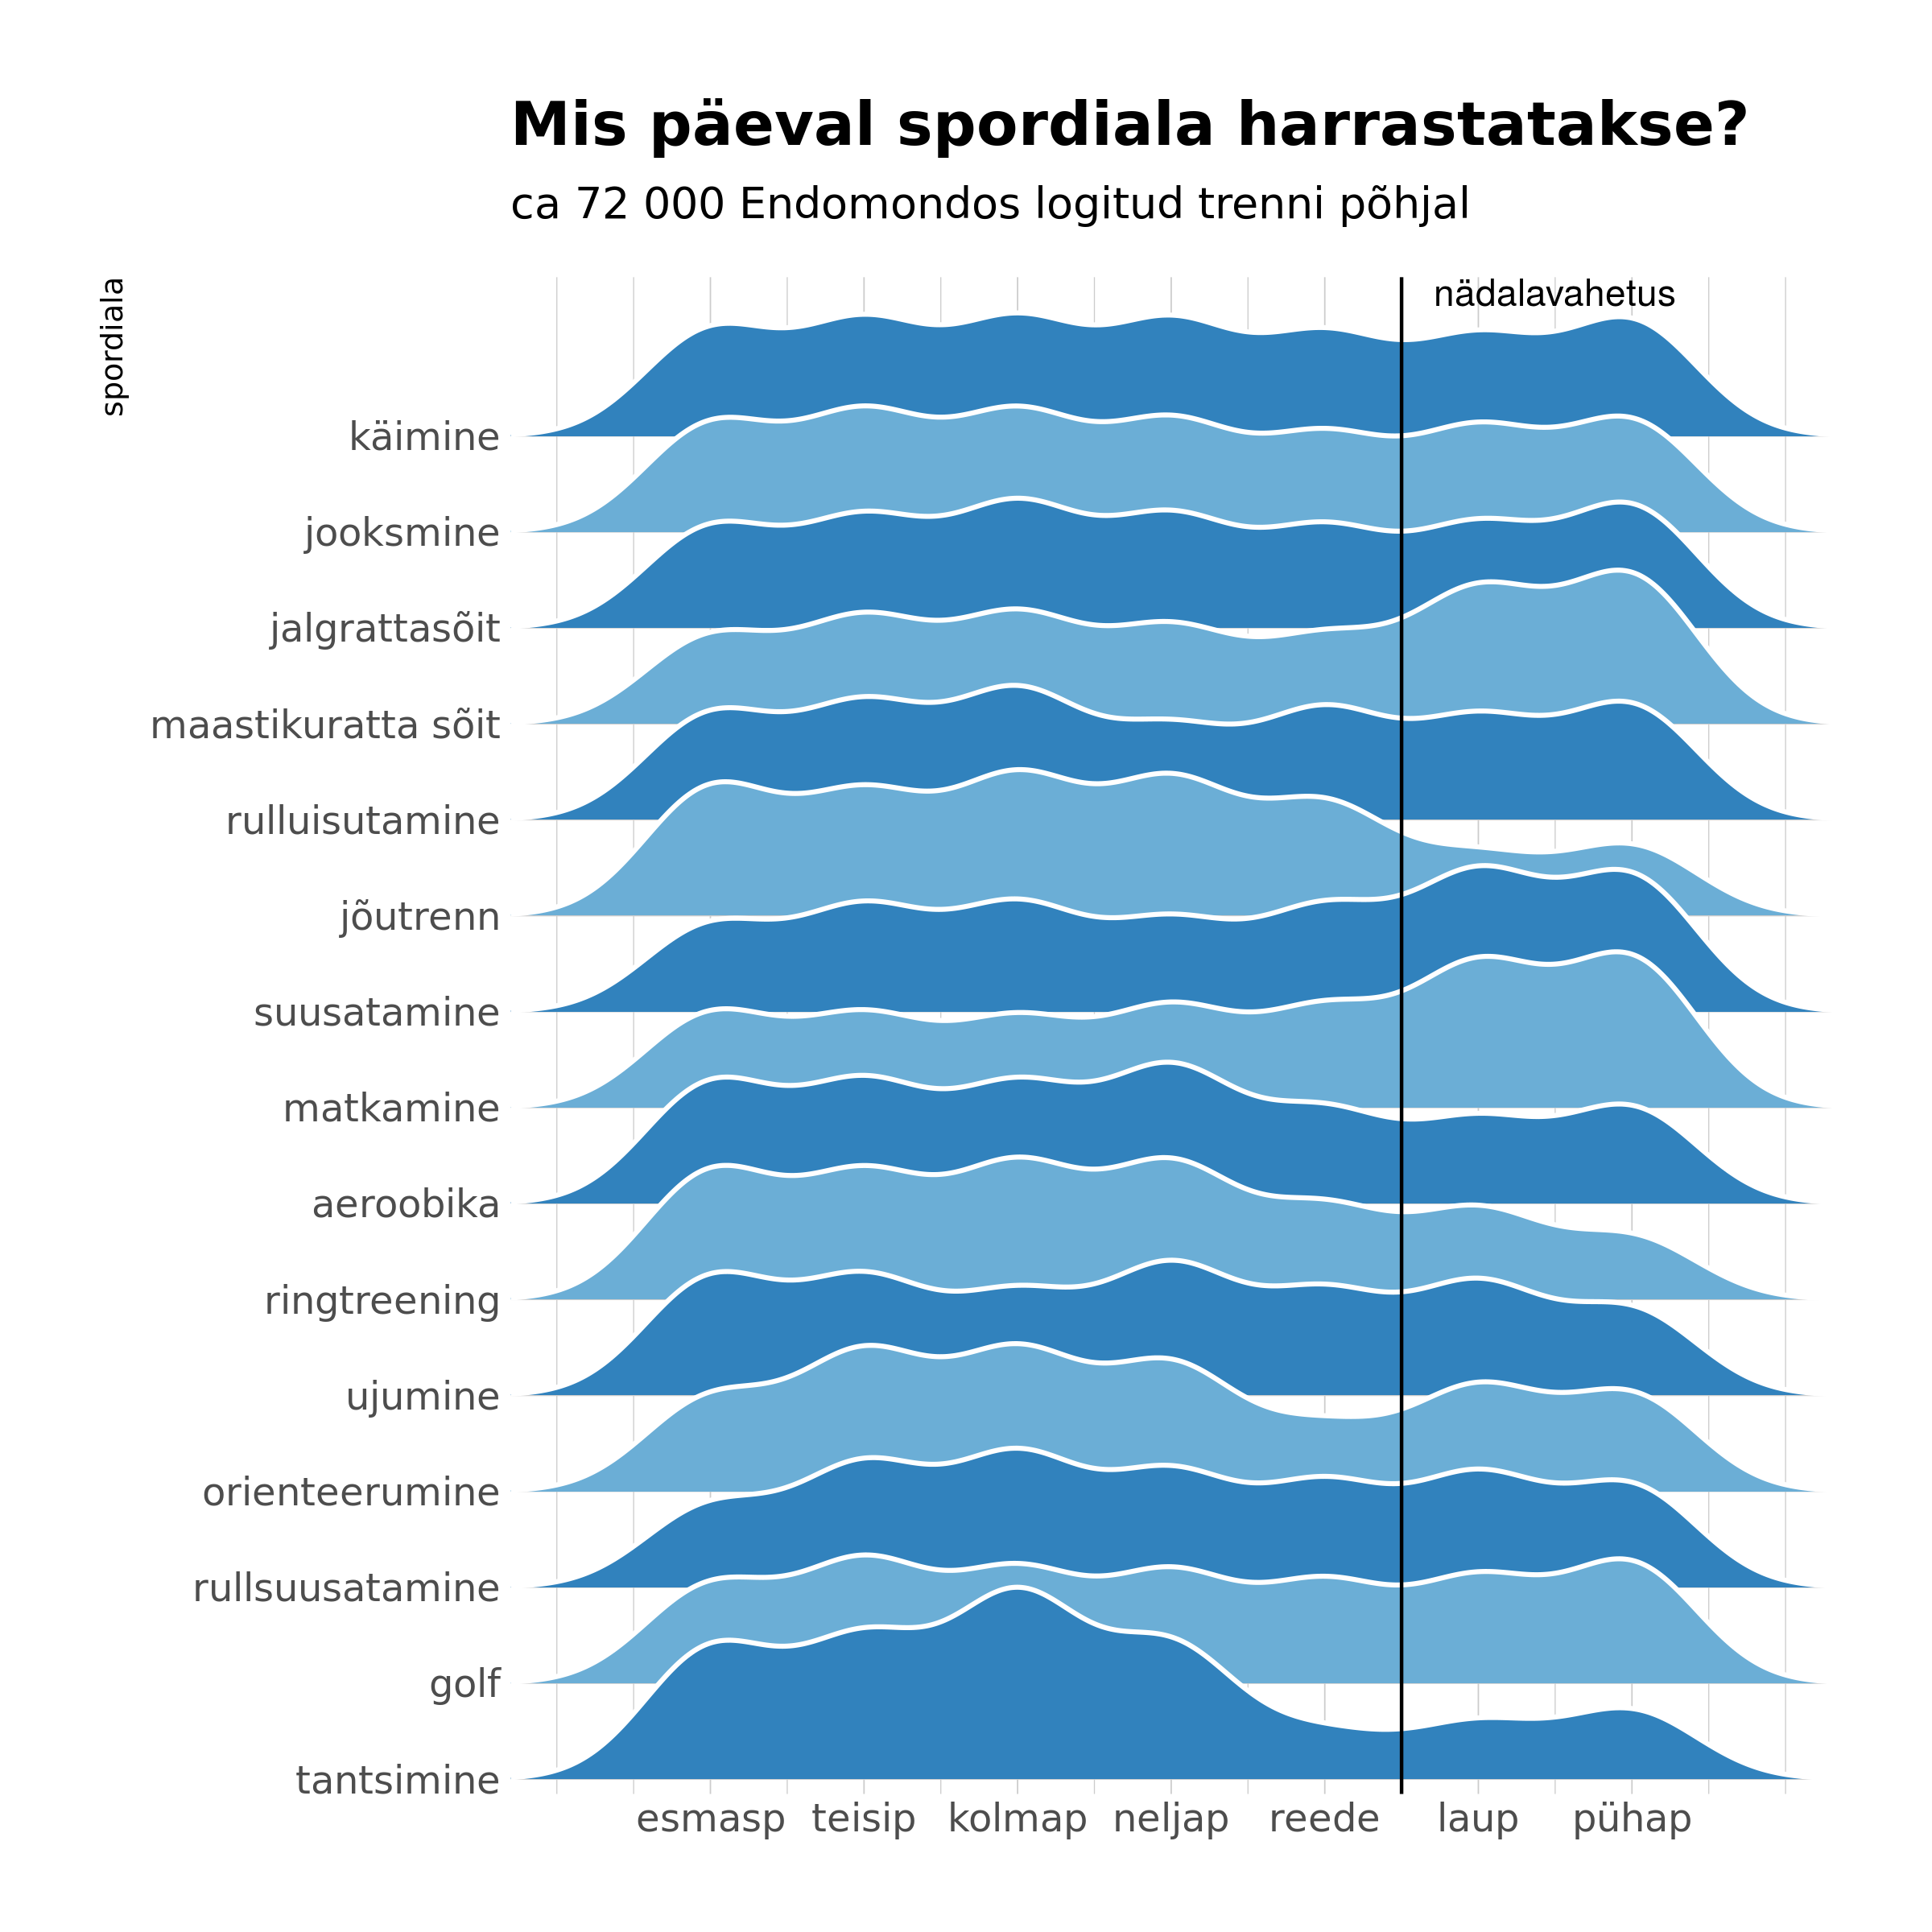 Mis päeval spordiala harrastatakse?
ca 72 000 Endomondos logitud trenni põhjal
spordiala
nädalavahetus
käimine
jooksmine
jalgrattasõit
maastikuratta sõit
rulluisutamine
jõutrenn
suusatamine
matkamine
aeroobika
ringtreening
ujumine
orienteerumine
rullsuusatamine
golf
tantsimine
esmasp teisip kolmap neljap reede laup pühap